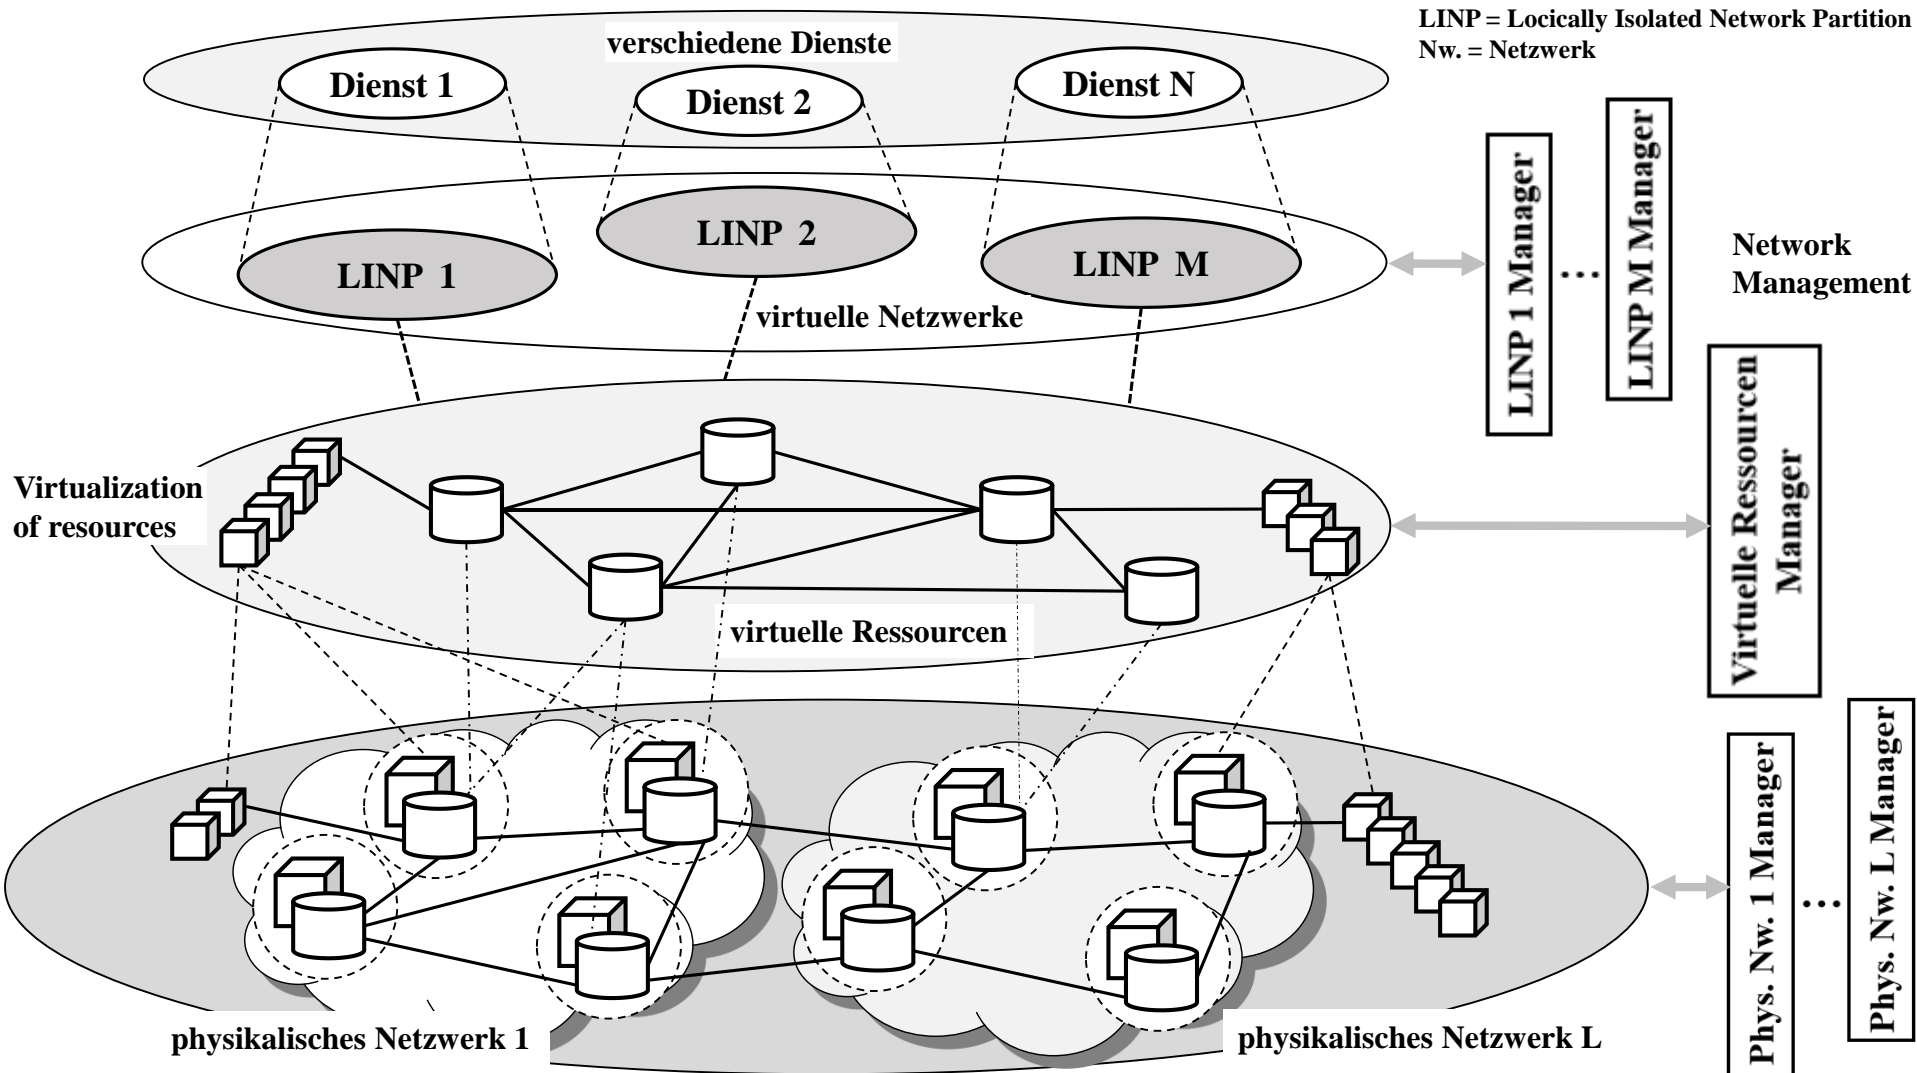 LINP = Locically Isolated Network Partition
Nw. = Netzwerk
verschiedene Dienste
Dienst 1
Dienst 2
Dienst N
LINP 1
LINP 2
LINP M
virtuelle Netzwerke
LINP 1 Manager
...
LINP M Manager
Network
Management
Virtualization
of resources
virtuelle Ressourcen
Virtuelle Ressourcen
Manager
physikalisches Netzwerk 1
physikalisches Netzwerk L
Phys. Nw. 1 Manager
...
Phys. Nw. L Manager